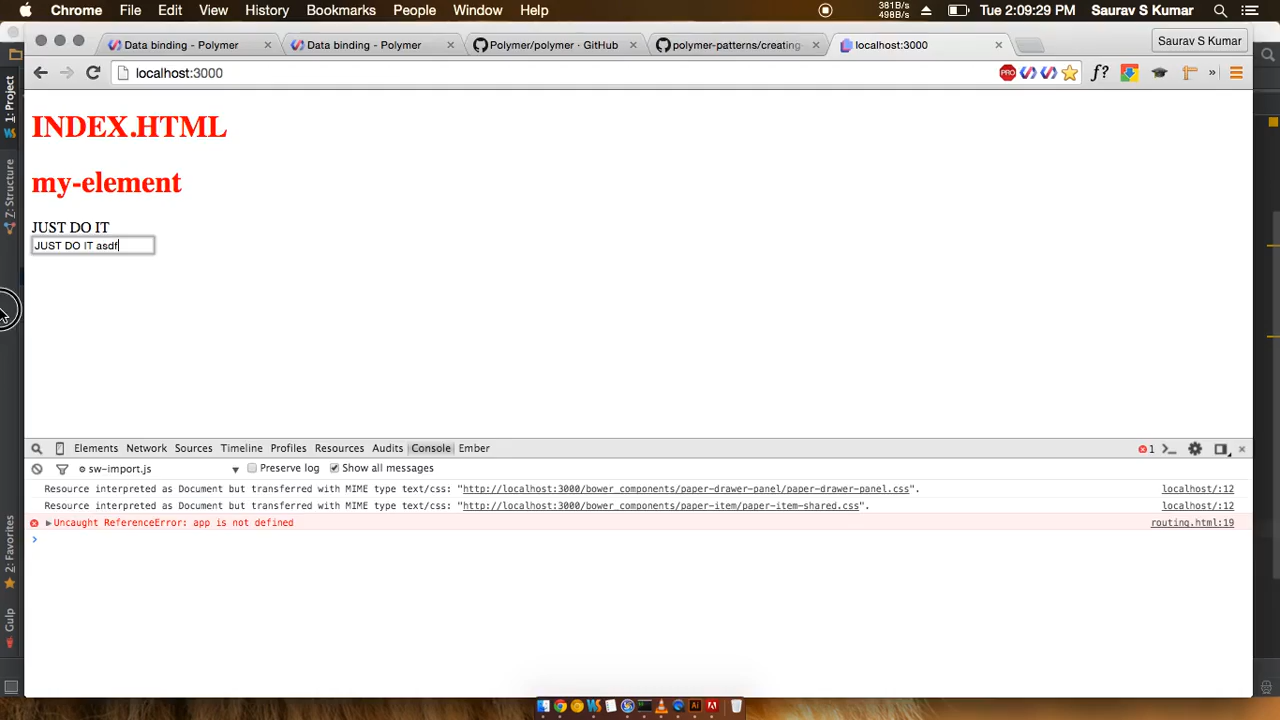 Chrome File Edit View History Bookmarks People Window Help 381B/s 498B/s Tue 2:09:29 PM Saurav S Kumar
Data binding - Polymer Data binding - Polymer Polymer/polymer · GitHub polymer-patterns/creating- localhost:3000 Saurav S Kumar
localhost:3000 PRO f? »
1: Project
Z: Structure
2: Favorites
Gulp
INDEX.HTML
my-element
JUST DO IT
JUST DO IT asdf
Elements Network Sources Timeline Profiles Resources Audits Console Ember 1
sw-import.js Preserve log Show all messages
Resource interpreted as Document but transferred with MIME type text/css: "http://localhost:3000/bower_components/paper-drawer-panel/paper-drawer-panel.css". localhost/:12
Resource interpreted as Document but transferred with MIME type text/css: "http://localhost:3000/bower_components/paper-item/paper-item-shared.css". localhost/:12
Uncaught ReferenceError: app is not defined routing.html:19
WS Ai